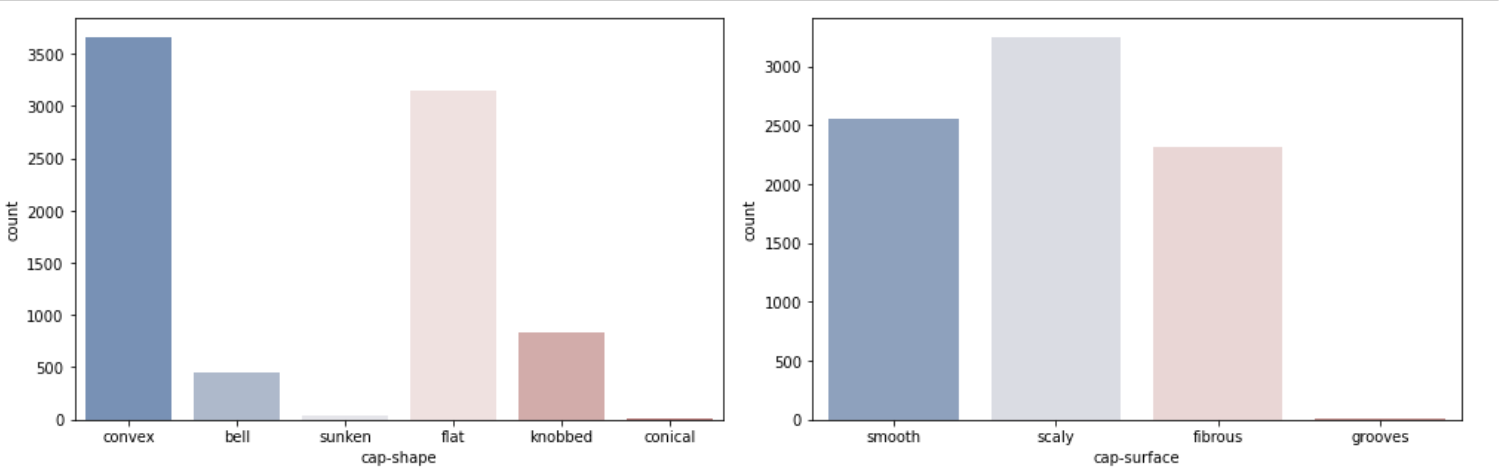 3500
3000
2500
2000
1500
1000
500
0
count
convex bell sunken flat knobbed conical
cap-shape
3000
2500
2000
1500
1000
500
0
count
smooth scaly fibrous grooves
cap-surface